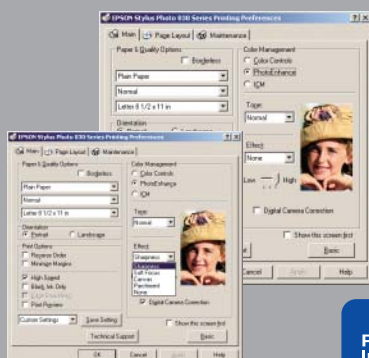 EPSON Stylus Photo 830 Series Printing Preferences
Main
Page Layout
Maintenance
Paper & Quality Options
Borderless
Plain Paper
Normal
Letter 8 1/2 x 11 in
Orientation
Color Management
Color Controls
PhotoEnhance
ICM
Tone:
Normal
Effect:
None
Low
High
Digital Camera Correction
Show this screen first
Basic
Cancel
Apply
Help
EPSON Stylus Photo 830 Series Printing Preferences
Main
Page Layout
Maintenance
Paper & Quality Options
Borderless
Plain Paper
Normal
Letter 8 1/2 x 11 in
Orientation
Portrait
Landscape
Print Options
Reverse Order
Minimize Margins
High Speed
Black Ink Only
Edge Smoothing
Print Preview
Custom Settings
Save Setting
Technical Support
Color Management
Color Controls
PhotoEnhance
ICM
Tone:
Normal
Effect:
Sharpness
Sharpness
Soft Focus
Canvas
Parchment
None
Digital Camera Correction
Show this screen first
Basic
OK
Cancel
Apply
Help